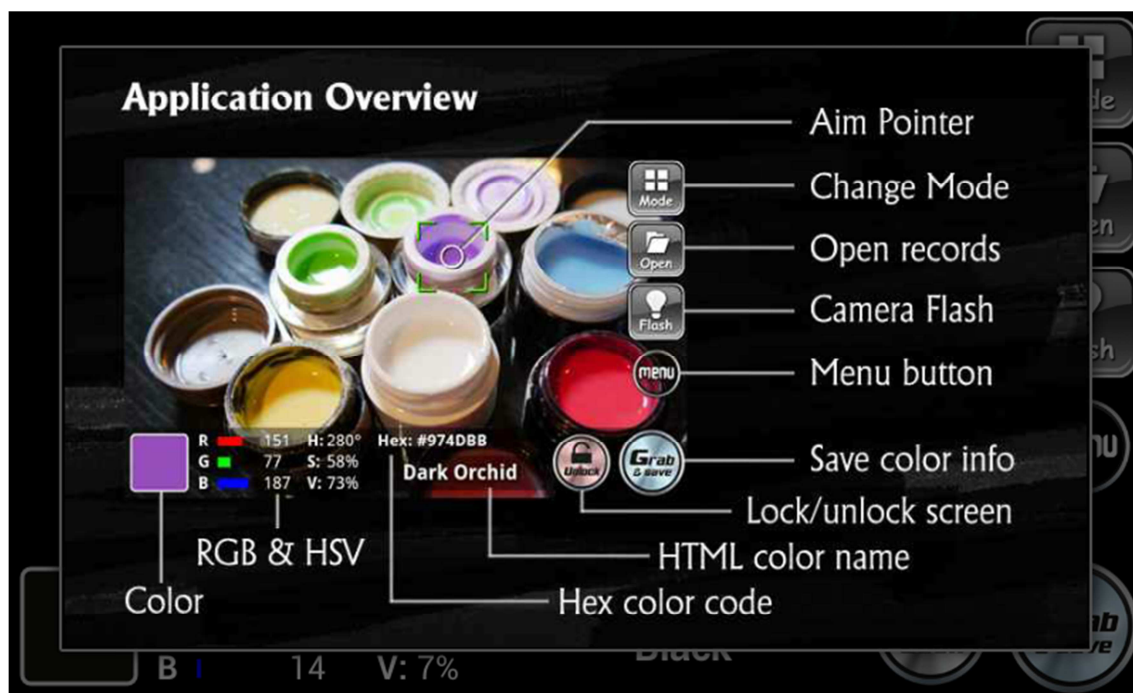 Application Overview
Aim Pointer
Mode
Change Mode
Open
Open records
Flash
Camera Flash
menu
Menu button
R 151 H: 280° Hex: #974DBB
G 77 S: 58%
B 187 V: 73%
Dark Orchid
Unlock
Grab
& save
Save color info
Lock/unlock screen
RGB & HSV
HTML color name
Color
Hex color code
B 14 V: 7%
Black